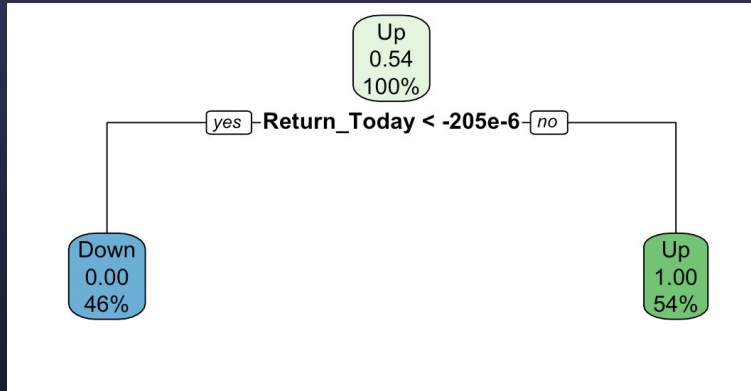 Up
0.54
100%
yes Return_Today < -205e-6 no
Down
0.00
46%
Up
1.00
54%